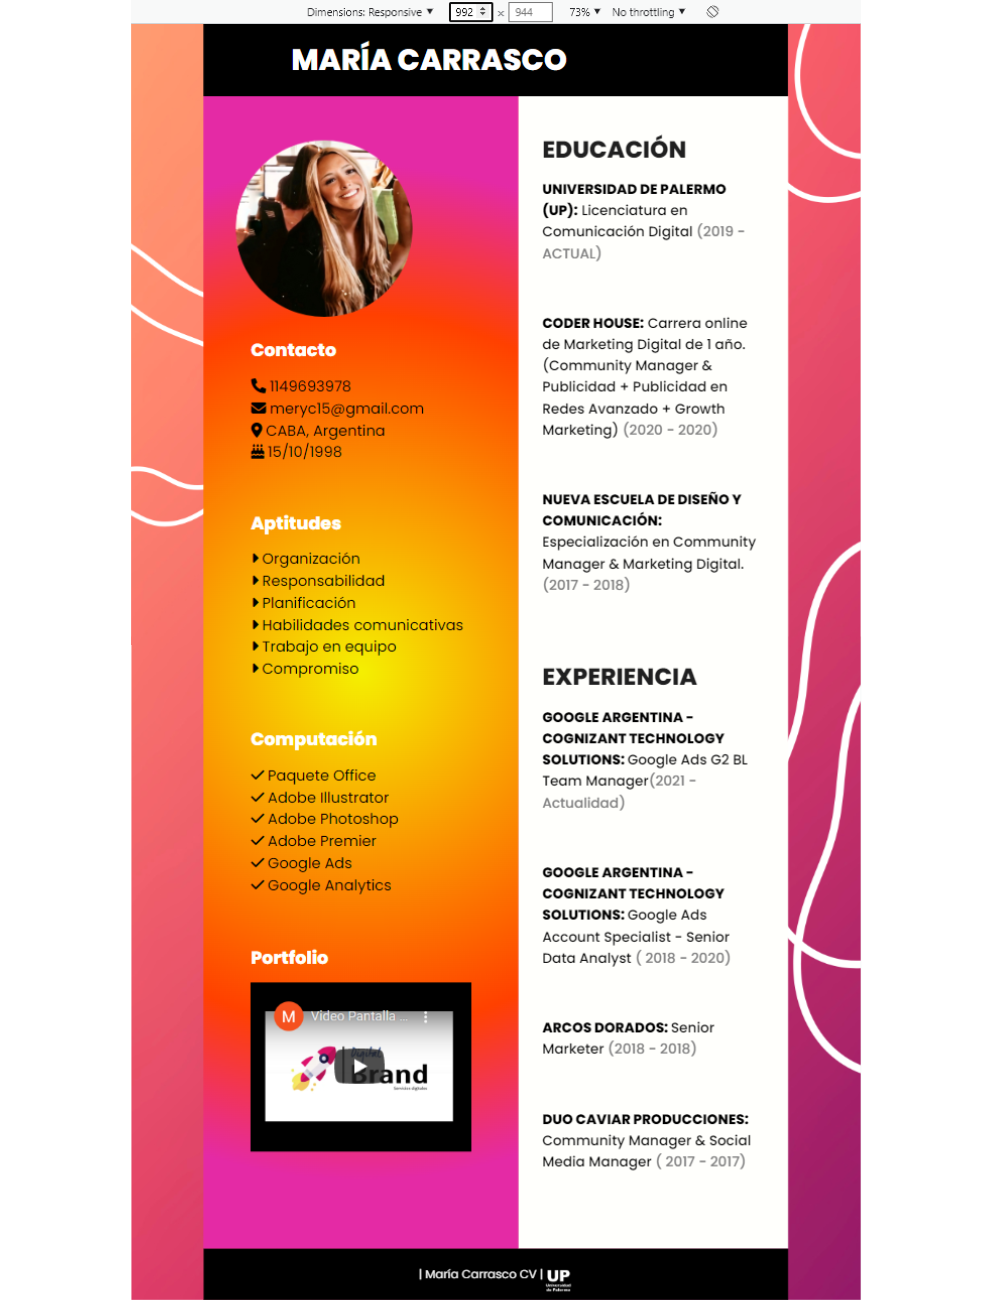 Dimensions: Responsive 992 × 944 73% No throttling
MARÍA CARRASCO
Contacto
1149693978
meryc15@gmail.com
CABA, Argentina
15/10/1998
Aptitudes
Organización
Responsabilidad
Planificación
Habilidades comunicativas
Trabajo en equipo
Compromiso
Computación
Paquete Office
Adobe Illustrator
Adobe Photoshop
Adobe Premier
Google Ads
Google Analytics
Portfolio
M Video Pantalla ...
Digital
Brand
Servicios digitales
EDUCACIÓN
UNIVERSIDAD DE PALERMO
(UP): Licenciatura en
Comunicación Digital (2019 -
ACTUAL)
CODER HOUSE: Carrera online
de Marketing Digital de 1 año.
(Community Manager &
Publicidad + Publicidad en
Redes Avanzado + Growth
Marketing) (2020 - 2020)
NUEVA ESCUELA DE DISEÑO Y
COMUNICACIÓN:
Especialización en Community
Manager & Marketing Digital.
(2017 - 2018)
EXPERIENCIA
GOOGLE ARGENTINA -
COGNIZANT TECHNOLOGY
SOLUTIONS: Google Ads G2 BL
Team Manager(2021 -
Actualidad)
GOOGLE ARGENTINA -
COGNIZANT TECHNOLOGY
SOLUTIONS: Google Ads
Account Specialist - Senior
Data Analyst ( 2018 - 2020)
ARCOS DORADOS: Senior
Marketer (2018 - 2018)
DUO CAVIAR PRODUCCIONES:
Community Manager & Social
Media Manager ( 2017 - 2017)
| María Carrasco CV | UP
Universidad
de Palermo